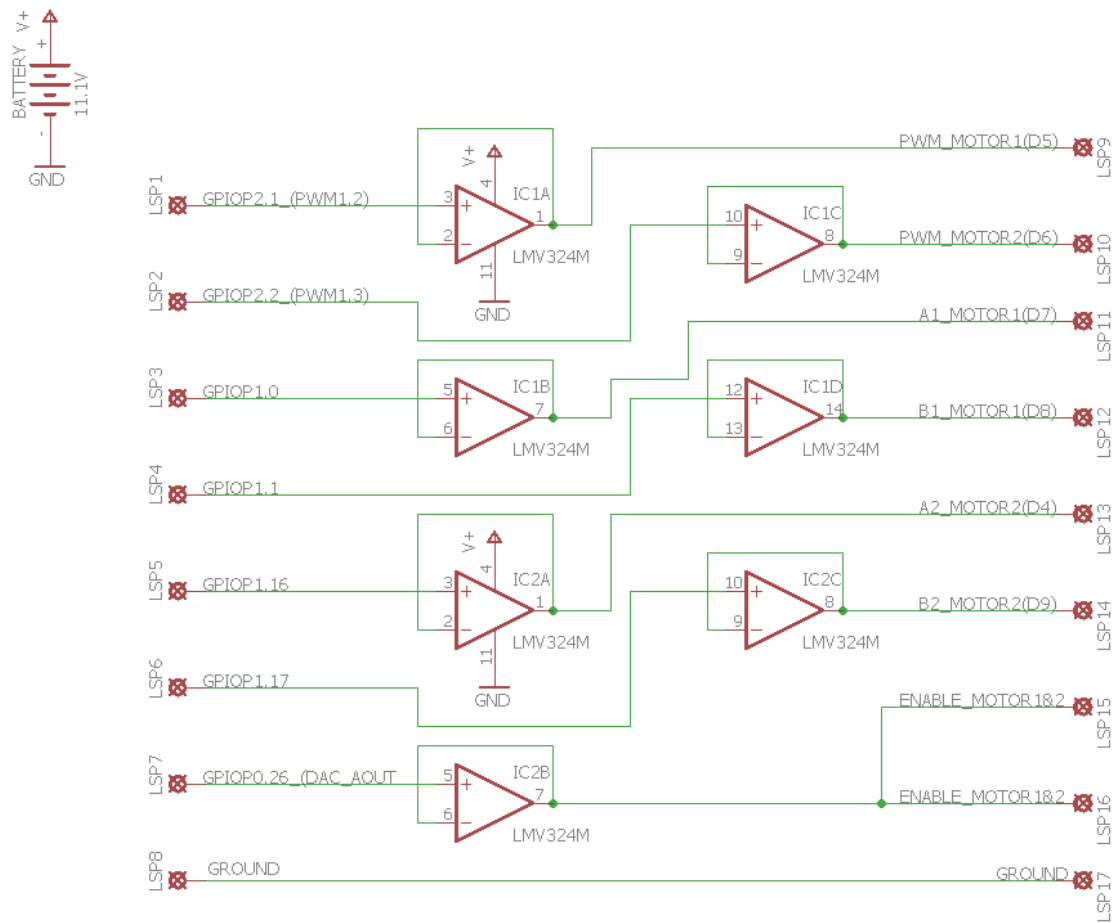 V+
+
BATTERY
11.1V
-
GND
LSP1
GPIOP2.1_(PWM1.2)
V+
4
3
+
2
-
IC1A
1
LMV324M
11
GND
PWM_MOTOR1(D5)
LSP9
LSP2
GPIOP2.2_(PWM1.3)
10
+
9
-
IC1C
8
LMV324M
PWM_MOTOR2(D6)
LSP10
A1_MOTOR1(D7)
LSP11
LSP3
GPIOP1.0
5
+
6
-
IC1B
7
LMV324M
LSP4
GPIOP1.1
12
+
13
-
IC1D
14
LMV324M
B1_MOTOR1(D8)
LSP12
A2_MOTOR2(D4)
LSP13
LSP5
GPIOP1.16
V+
4
3
+
2
-
IC2A
1
LMV324M
11
GND
LSP6
GPIOP1.17
10
+
9
-
IC2C
8
LMV324M
B2_MOTOR2(D9)
LSP14
ENABLE_MOTOR1&2
LSP15
LSP7
GPIOP0.26_(DAC_AOUT
5
+
6
-
IC2B
7
LMV324M
ENABLE_MOTOR1&2
LSP16
LSP8
GROUND
GROUND
LSP17